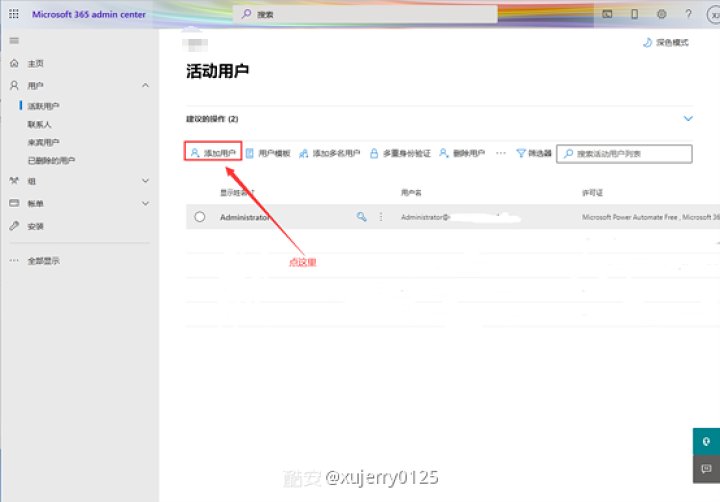 Microsoft 365 admin center
搜索
深色模式
主页
用户
活跃用户
联系人
来宾用户
已删除的用户
组
帐单
安装
全部显示
活动用户
建议的操作 (2)
添加用户
用户模板
添加多名用户
多重身份验证
删除用户
筛选器
搜索活动用户列表
显示姓名 ↑
用户名
许可证
Administrator
Administrator@
Microsoft Power Automate Free , Microsoft 36
点这里
酷安 @xujerry0125